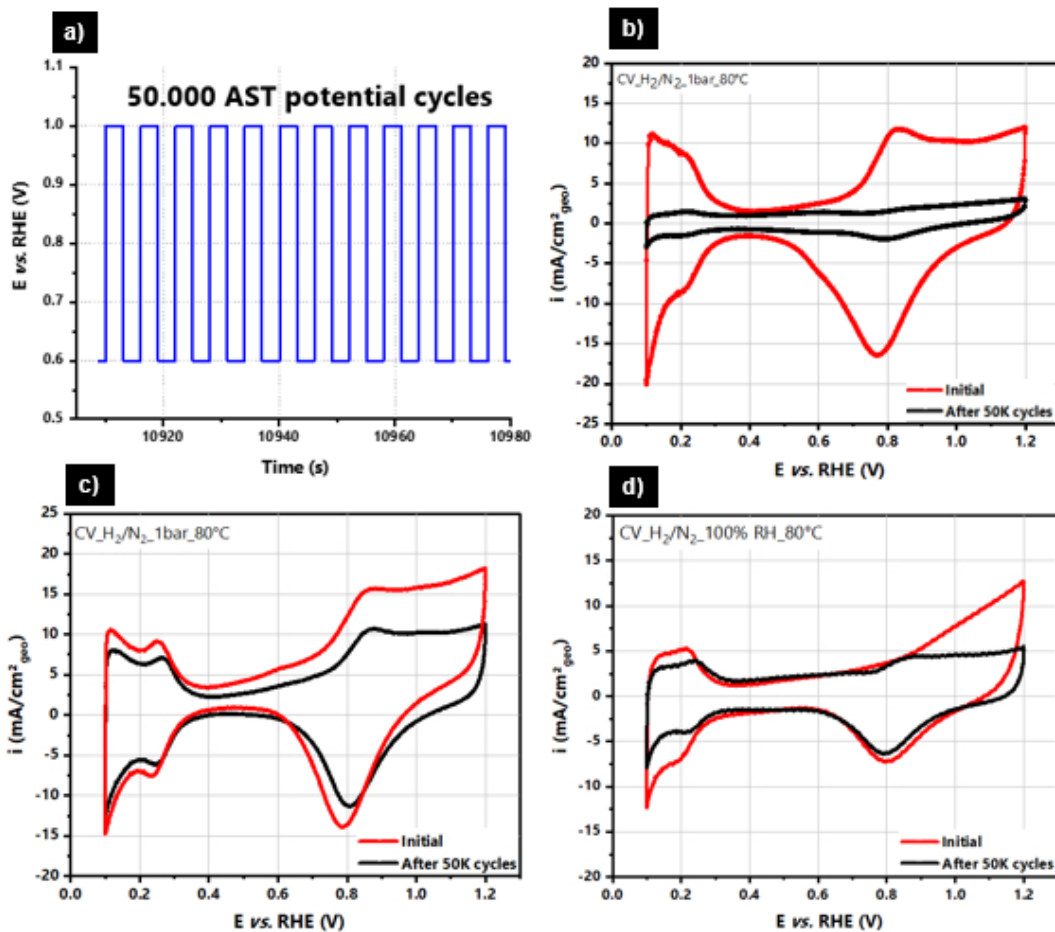 a)
50.000 AST potential cycles
E vs. RHE (V)
1.1
1.0
0.9
0.8
0.7
0.6
0.5
10920 10940 10960 10980
Time (s)
b)
CV_H2/N2_1bar_80°C
i (mA/cm²geo)
20
15
10
5
0
-5
-10
-15
-20
-25
Initial
After 50K cycles
0.0 0.2 0.4 0.6 0.8 1.0 1.2
E vs. RHE (V)
c)
CV_H2/N2_1bar_80°C
i (mA/cm²geo)
25
20
15
10
5
0
-5
-10
-15
-20
Initial
After 50K cycles
0.0 0.2 0.4 0.6 0.8 1.0 1.2
E vs. RHE (V)
d)
CV_H2/N2_100% RH_80°C
i (mA/cm²geo)
20
15
10
5
0
-5
-10
-15
-20
Initial
After 50K cycles
0.0 0.2 0.4 0.6 0.8 1.0 1.2
E vs. RHE (V)